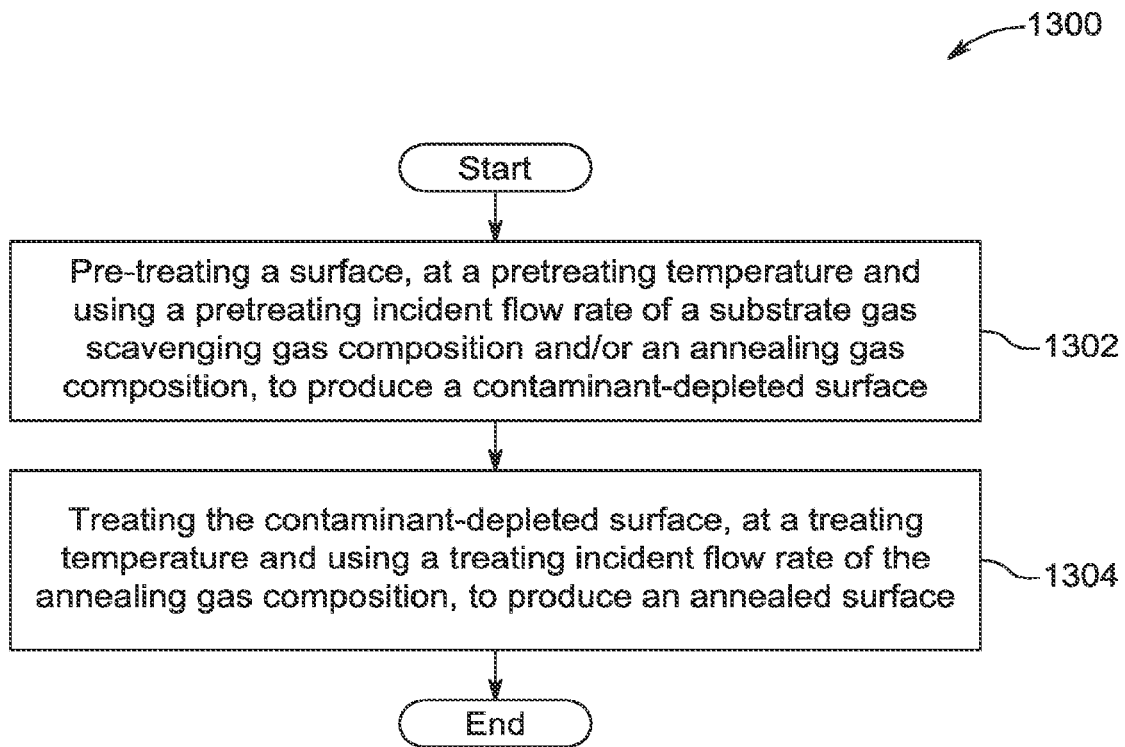 1300
Start
Pre-treating a surface, at a pretreating temperature and
using a pretreating incident flow rate of a substrate gas
scavenging gas composition and/or an annealing gas
composition, to produce a contaminant-depleted surface
1302
Treating the contaminant-depleted surface, at a treating
temperature and using a treating incident flow rate of the
annealing gas composition, to produce an annealed surface
1304
End